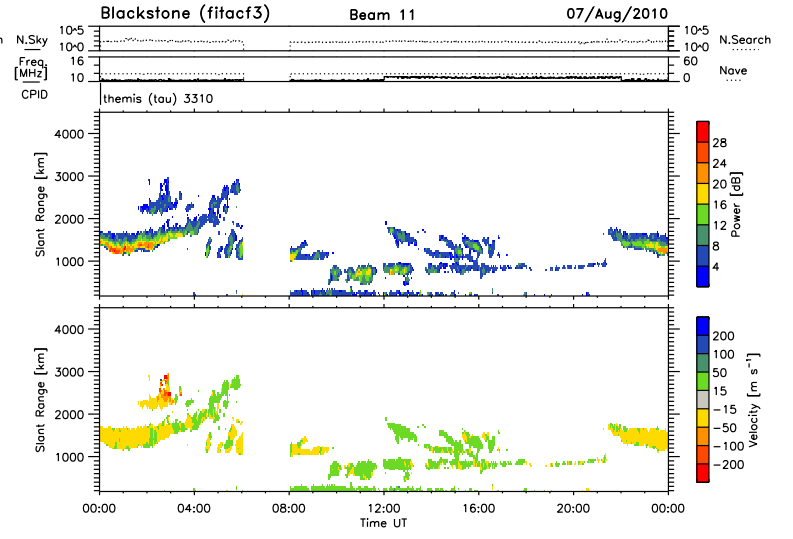 Blackstone (fitacf3) Beam 11 07/Aug/2010
n N.Sky 10^5 10^0 10^5 10^0 N.Search
Freq. [MHz] 16 10 60 0 Nave
CPID themis (tau) 3310
Slant Range [km] 4000 3000 2000 1000
28 24 20 16 12 8 4 Power [dB]
Slant Range [km] 4000 3000 2000 1000
200 100 50 15 -15 -50 -100 -200 Velocity [m s⁻¹]
00:00 04:00 08:00 12:00 16:00 20:00 00:00
Time UT